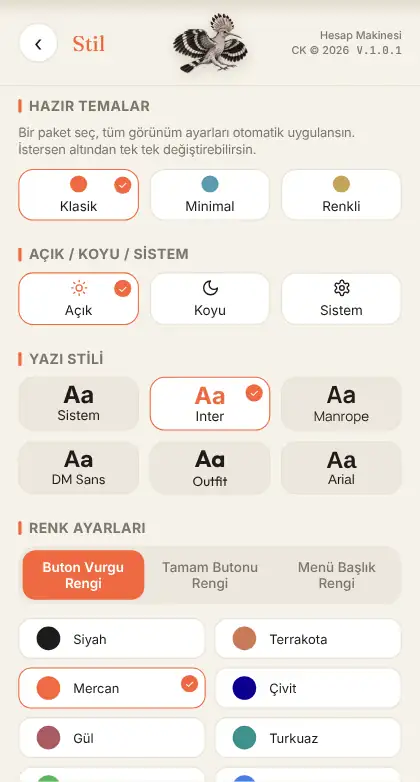 Stil
Hesap Makinesi
CK © 2026 V.1.0.1
HAZIR TEMALAR
Bir paket seç, tüm görünüm ayarları otomatik uygulansın.
İstersen altından tek tek değiştirebilirsin.
Klasik
Minimal
Renkli
AÇIK / KOYU / SİSTEM
Açık
Koyu
Sistem
YAZI STİLİ
Aa
Sistem
Aa
Inter
Aa
Manrope
Aa
DM Sans
Aa
Outfit
Aa
Arial
RENK AYARLARI
Buton Vurgu
Rengi
Tamam Butonu
Rengi
Menü Başlık
Rengi
Siyah
Terrakota
Mercan
Çivit
Gül
Turkuaz